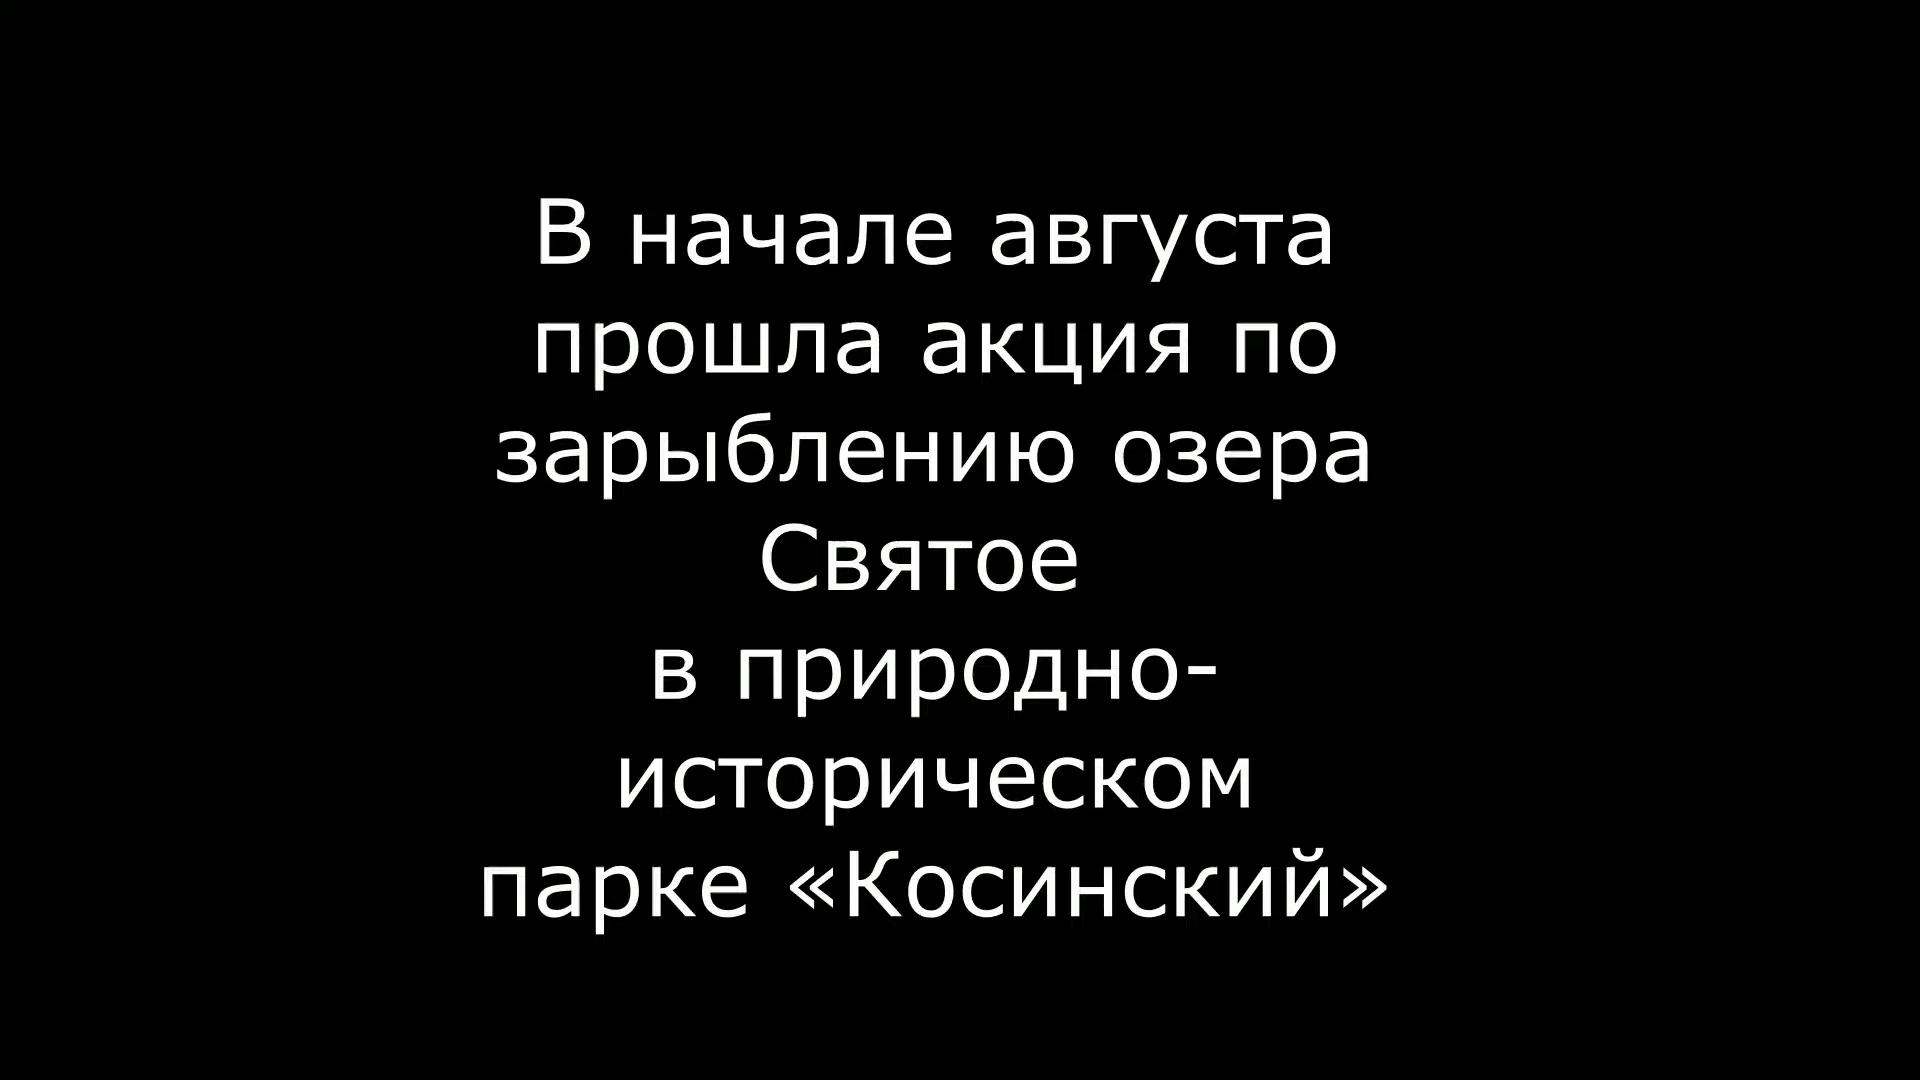 В начале августа
прошла акция по
зарыблению озера
Святое
в природно-
историческом
парке «Косинский»